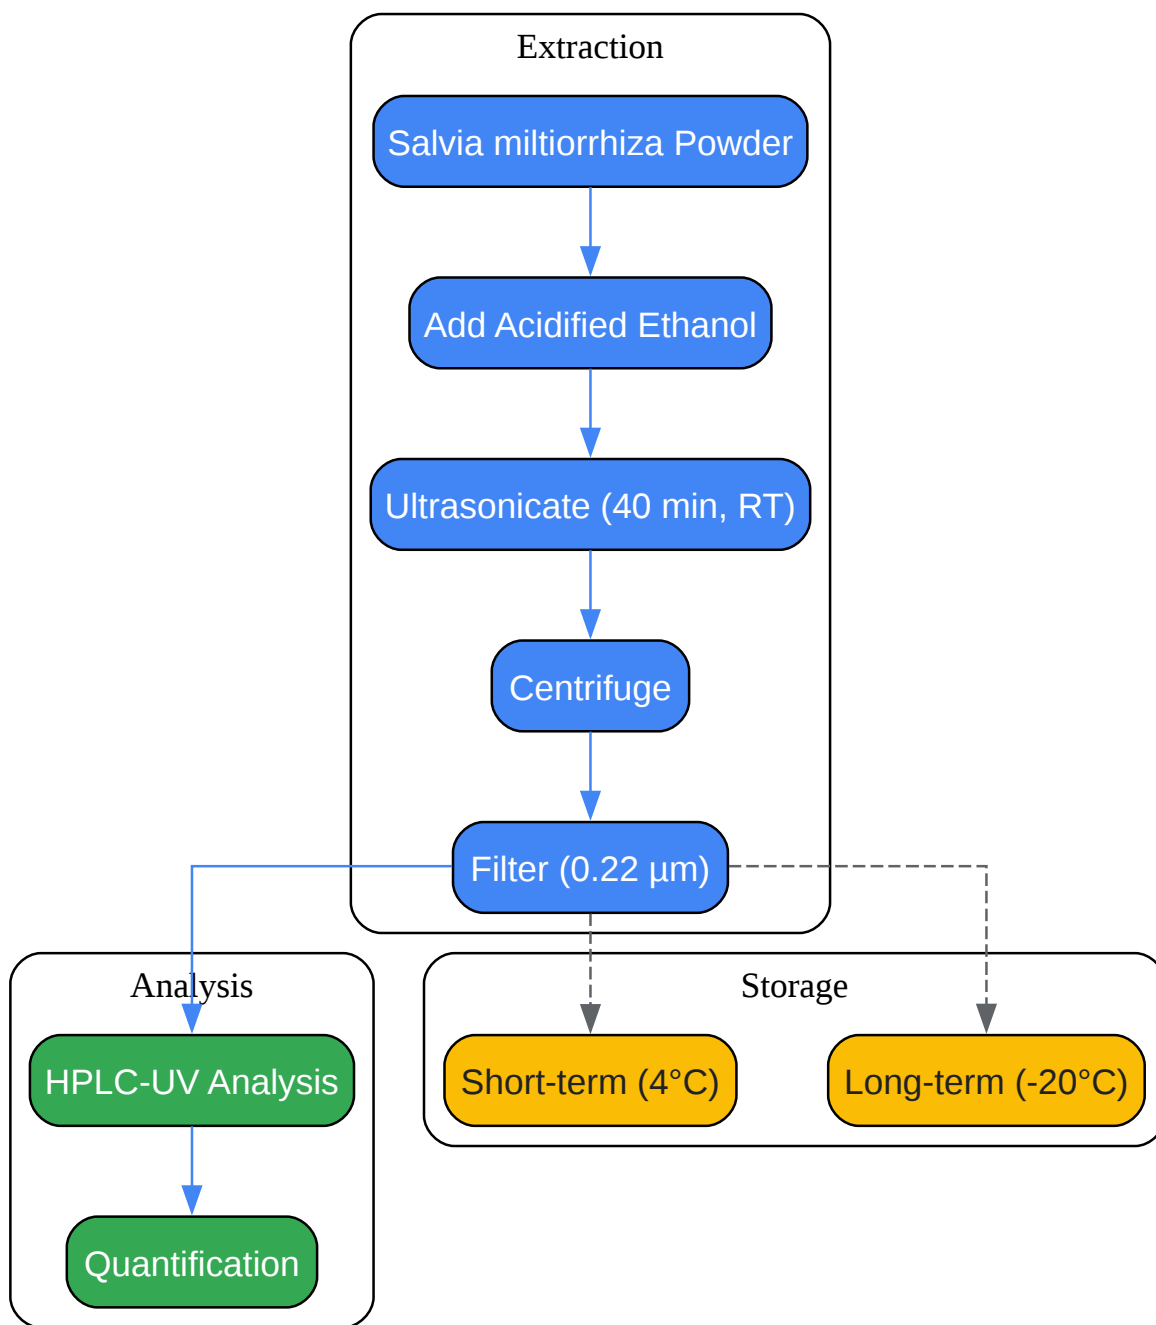 Extraction
Salvia miltiorrhiza Powder
Add Acidified Ethanol
Ultrasonicate (40 min, RT)
Centrifuge
Filter (0.22 µm)
Analysis
HPLC-UV Analysis
Quantification
Storage
Short-term (4°C)
Long-term (-20°C)